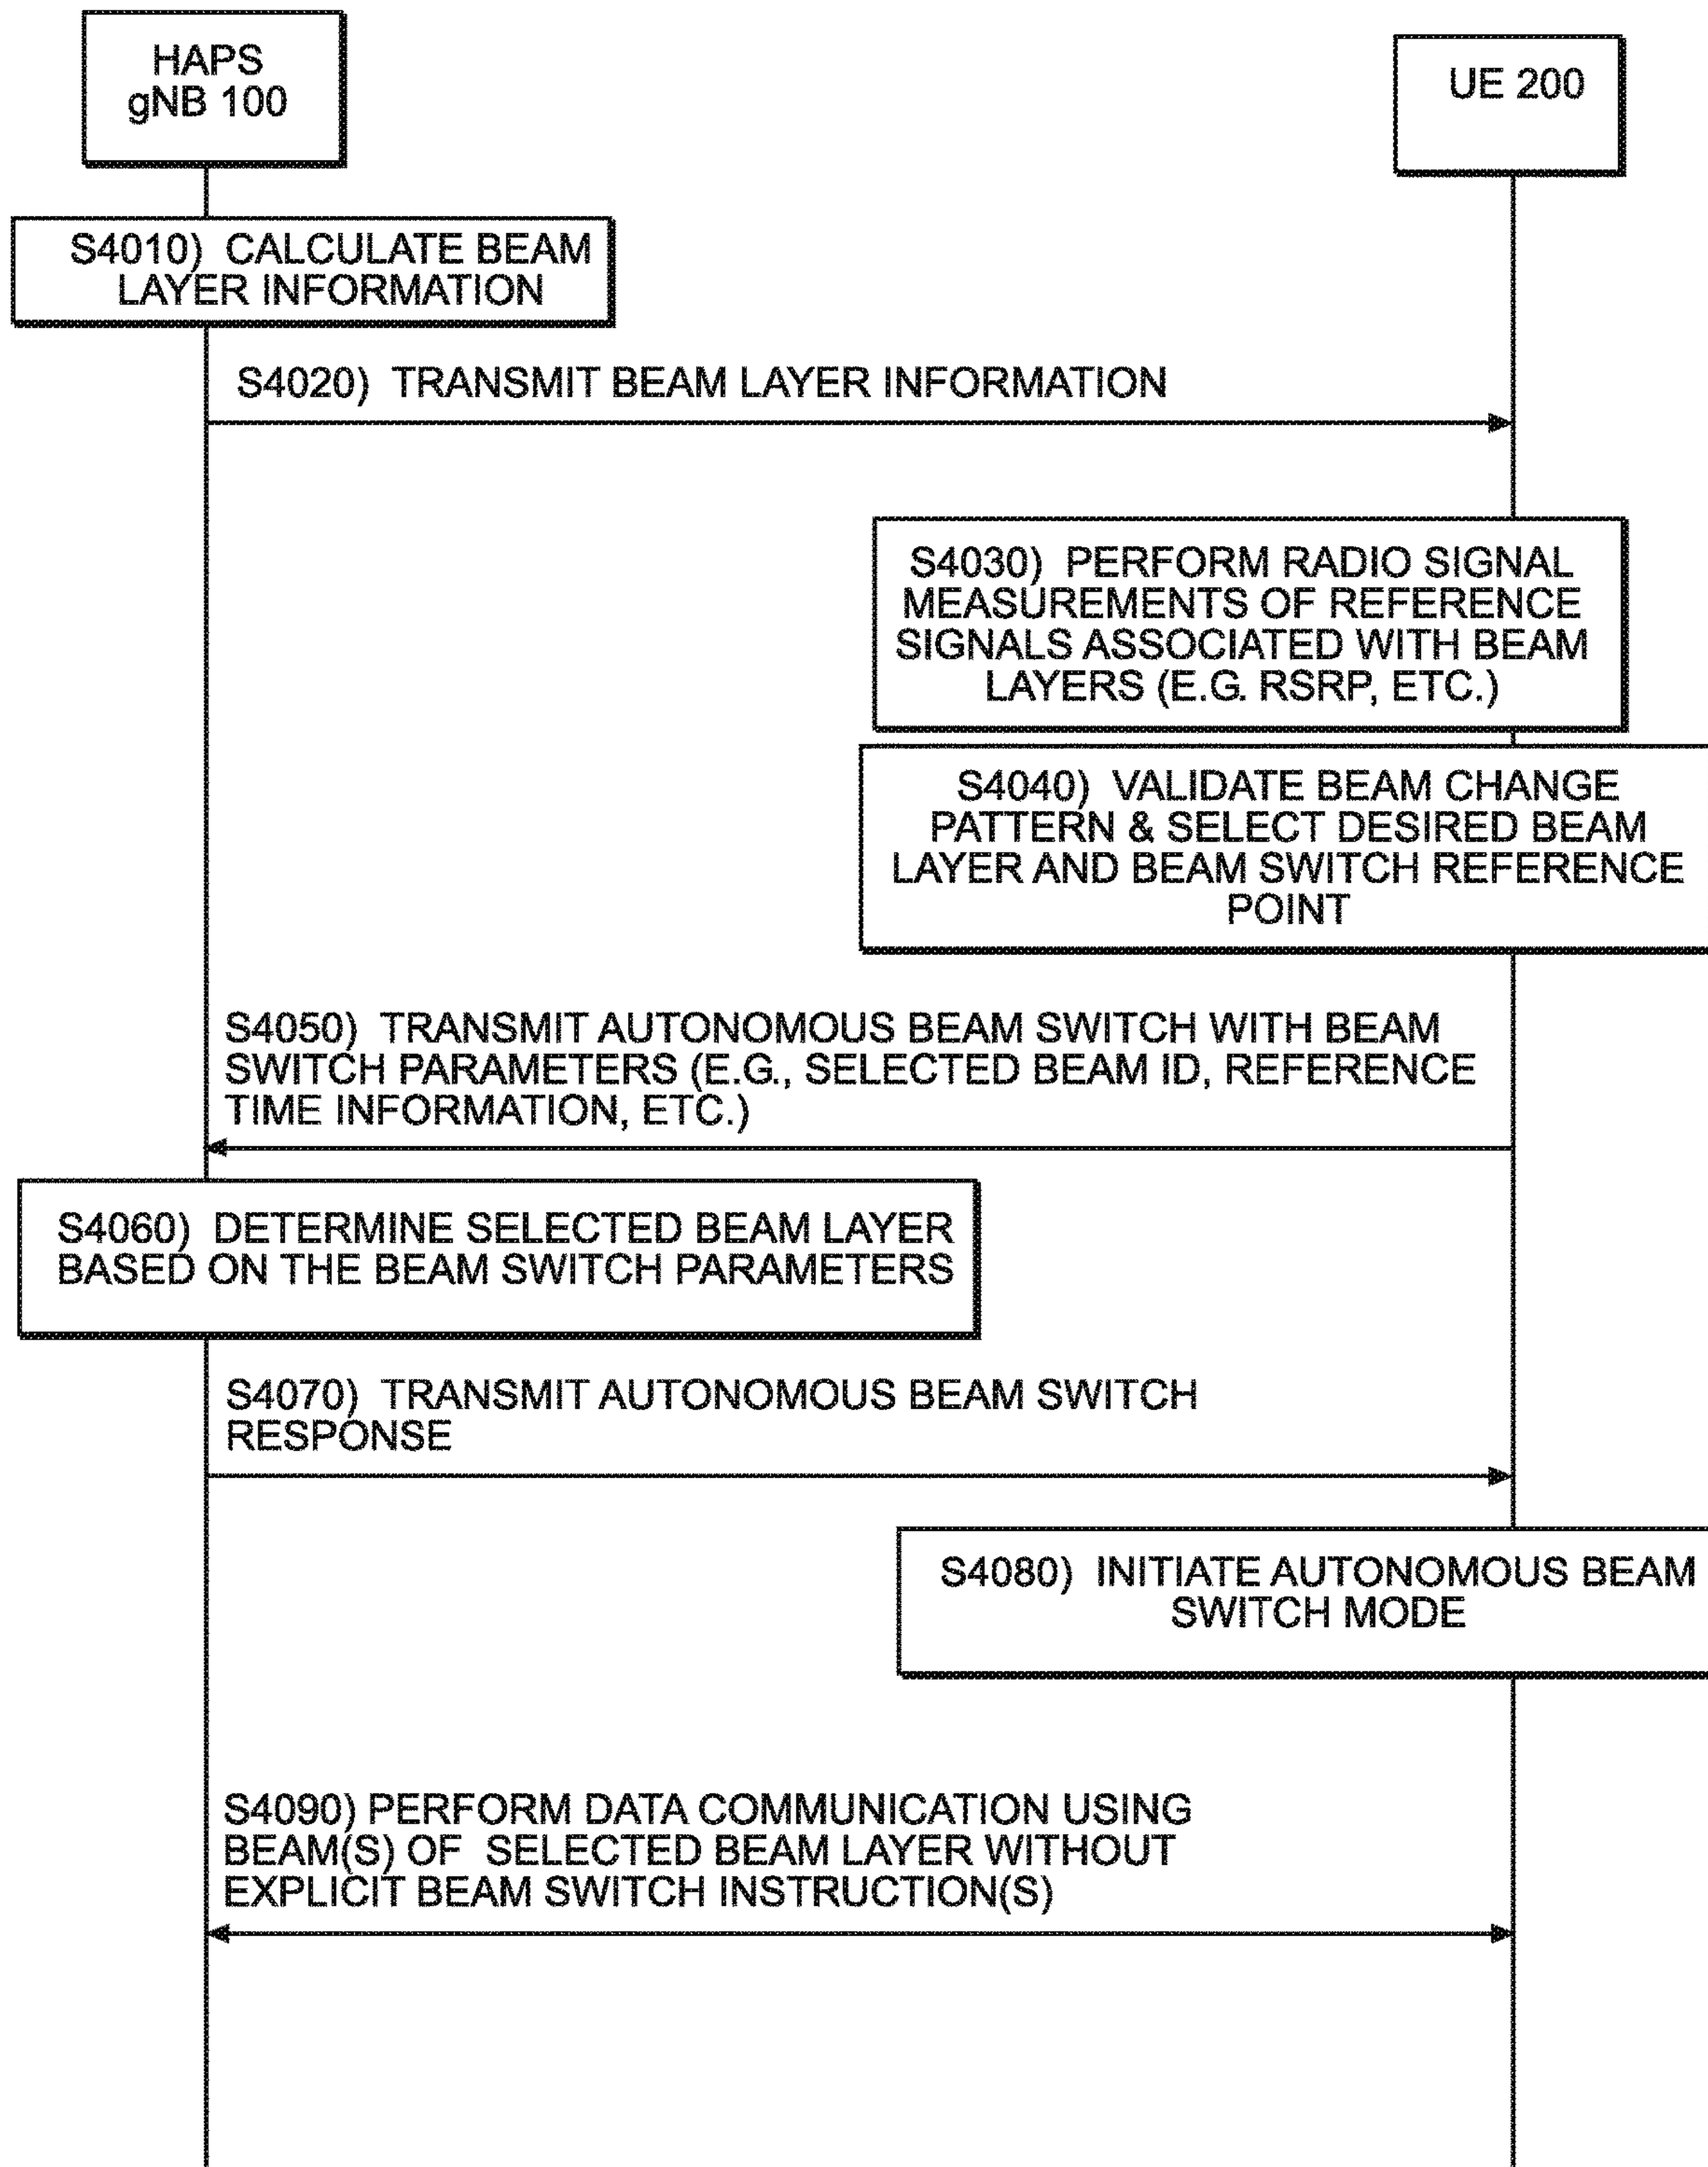 HAPS
gNB 100
UE 200
S4010) CALCULATE BEAM
LAYER INFORMATION
S4020) TRANSMIT BEAM LAYER INFORMATION
S4030) PERFORM RADIO SIGNAL
MEASUREMENTS OF REFERENCE
SIGNALS ASSOCIATED WITH BEAM
LAYERS (E.G. RSRP, ETC.)
S4040) VALIDATE BEAM CHANGE
PATTERN & SELECT DESIRED BEAM
LAYER AND BEAM SWITCH REFERENCE
POINT
S4050) TRANSMIT AUTONOMOUS BEAM SWITCH WITH BEAM
SWITCH PARAMETERS (E.G., SELECTED BEAM ID, REFERENCE
TIME INFORMATION, ETC.)
S4060) DETERMINE SELECTED BEAM LAYER
BASED ON THE BEAM SWITCH PARAMETERS
S4070) TRANSMIT AUTONOMOUS BEAM SWITCH
RESPONSE
S4080) INITIATE AUTONOMOUS BEAM
SWITCH MODE
S4090) PERFORM DATA COMMUNICATION USING
BEAM(S) OF SELECTED BEAM LAYER WITHOUT
EXPLICIT BEAM SWITCH INSTRUCTION(S)